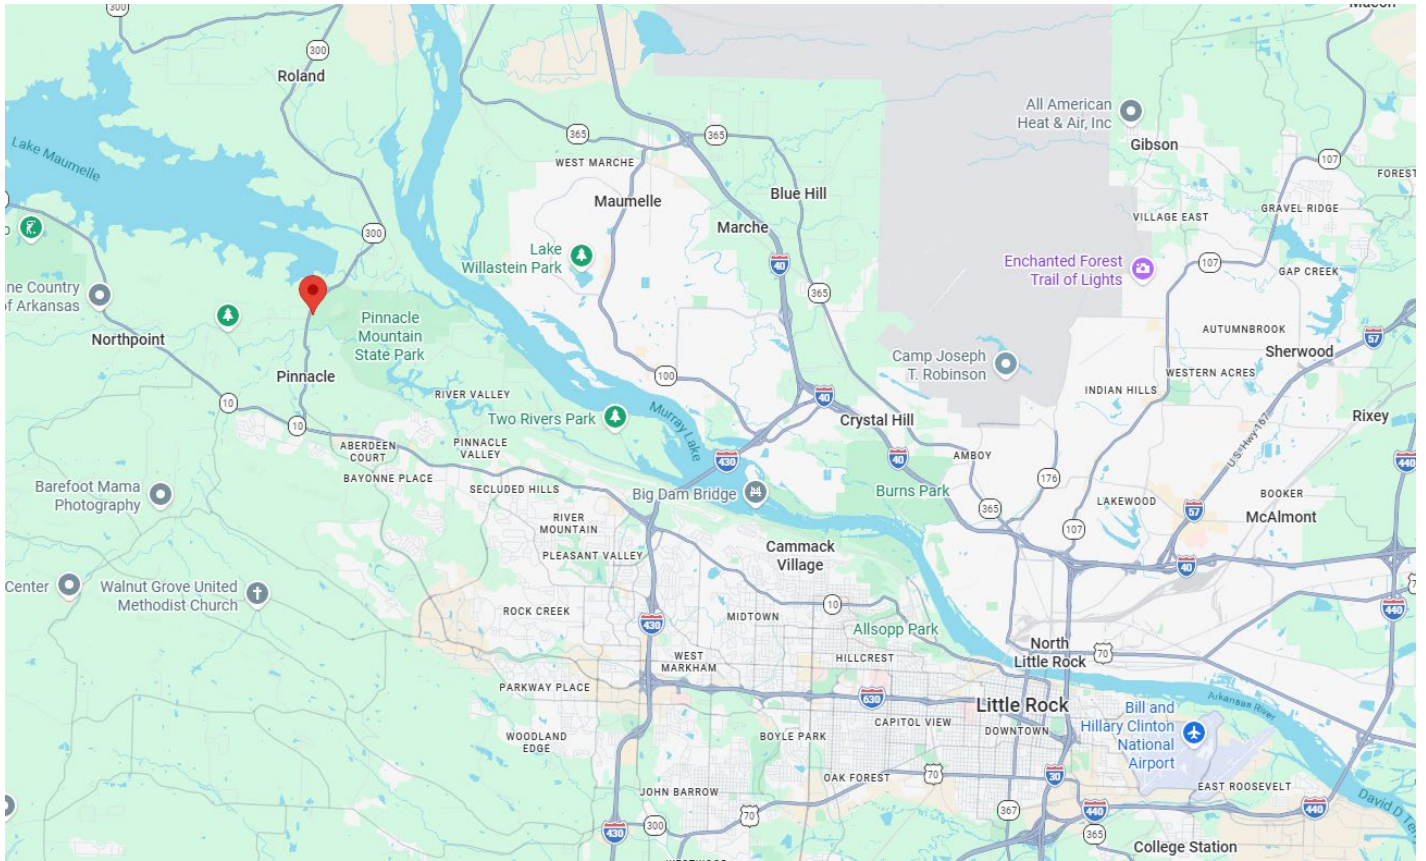 300
Macon
300
Roland
Lake Maumelle
365
365
WEST MARCHE
Maumelle
Blue Hill
Marche
All American
Heat & Air, Inc
Gibson
107
FOREST
GRAVEL RIDGE
VILLAGE EAST
300
Lake
Willastein Park
40
365
Enchanted Forest
Trail of Lights
107
GAP CREEK
ine Country
of Arkansas
Northpoint
Pinnacle
Mountain
State Park
Pinnacle
AUTUMNBROOK
57
Sherwood
WESTERN ACRES
Camp Joseph
T. Robinson
INDIAN HILLS
100
40
RIVER VALLEY
Two Rivers Park
Murray Lake
Crystal Hill
Rixey
U.S. Hwy 167
10
10
ABERDEEN
COURT
PINNACLE
VALLEY
BAYONNE PLACE
SECLUDED HILLS
430
40
AMBOY
440
176
Barefoot Mama
Photography
Big Dam Bridge
Burns Park
365
LAKEWOOD
BOOKER
McAlmont
57
107
RIVER
MOUNTAIN
PLEASANT VALLEY
Cammack
Village
40
Center
Walnut Grove United
Methodist Church
ROCK CREEK
430
MIDTOWN
10
Allsopp Park
440
North
Little Rock
70
WEST
MARKHAM
HILLCREST
PARKWAY PLACE
630
Little Rock
Arkansas River
CAPITOL VIEW
DOWNTOWN
Bill and
Hillary Clinton
National
Airport
WOODLAND
EDGE
BOYLE PARK
OAK FOREST
70
30
JOHN BARROW
EAST ROOSEVELT
70
367
440
440
David D Te
430
300
365
College Station